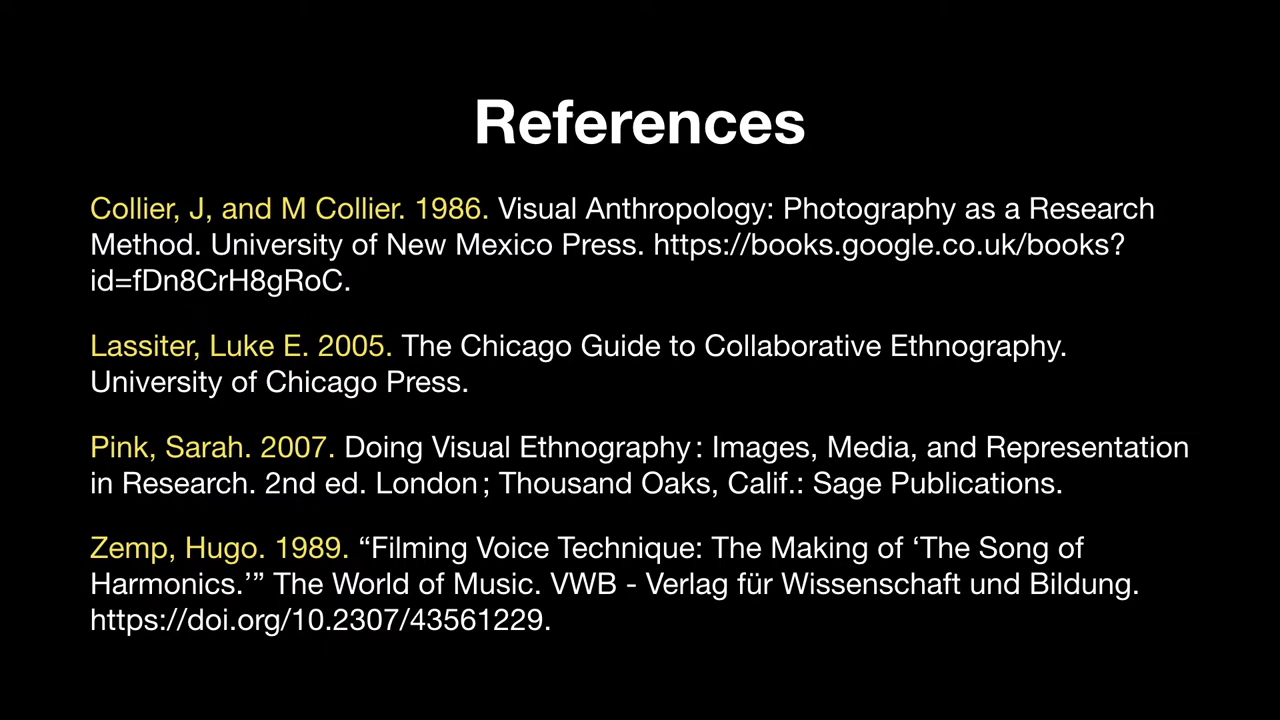 References
Collier, J, and M Collier. 1986. Visual Anthropology: Photography as a Research
Method. University of New Mexico Press. https://books.google.co.uk/books?
id=fDn8CrH8gRoC.
Lassiter, Luke E. 2005. The Chicago Guide to Collaborative Ethnography.
University of Chicago Press.
Pink, Sarah. 2007. Doing Visual Ethnography : Images, Media, and Representation
in Research. 2nd ed. London ; Thousand Oaks, Calif.: Sage Publications.
Zemp, Hugo. 1989. “Filming Voice Technique: The Making of ‘The Song of
Harmonics.’” The World of Music. VWB - Verlag für Wissenschaft und Bildung.
https://doi.org/10.2307/43561229.